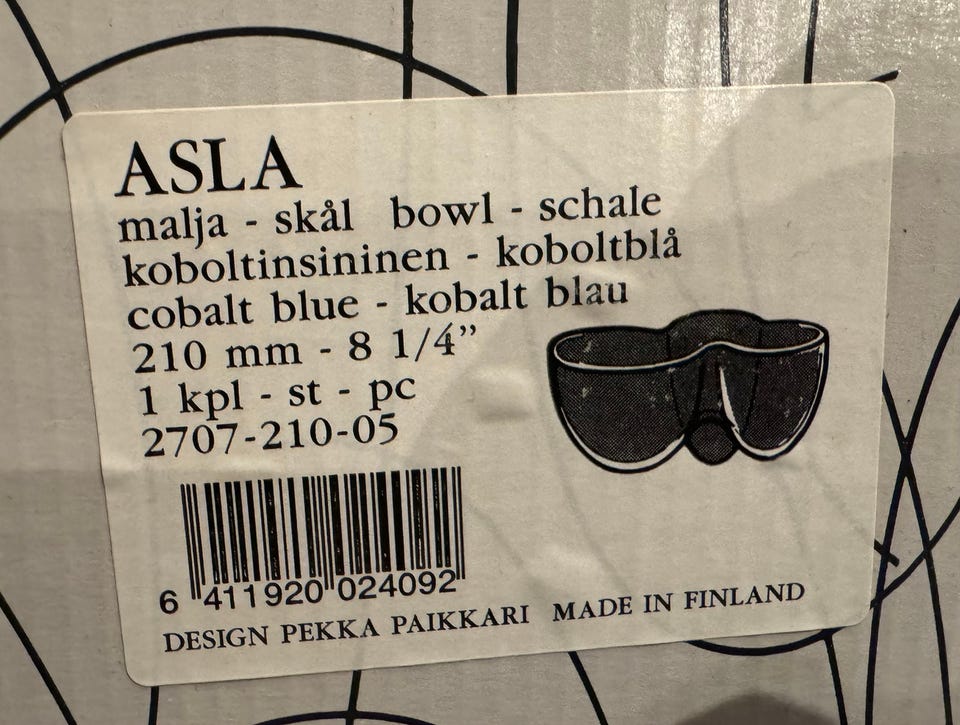 ASLA
malja - skål bowl - schale
koboltinsininen - koboltblå
cobalt blue - kobalt blau
210 mm - 8 1/4”
1 kpl - st - pc
2707-210-05
6 411920 024092
DESIGN PEKKA PAIKKARI MADE IN FINLAND